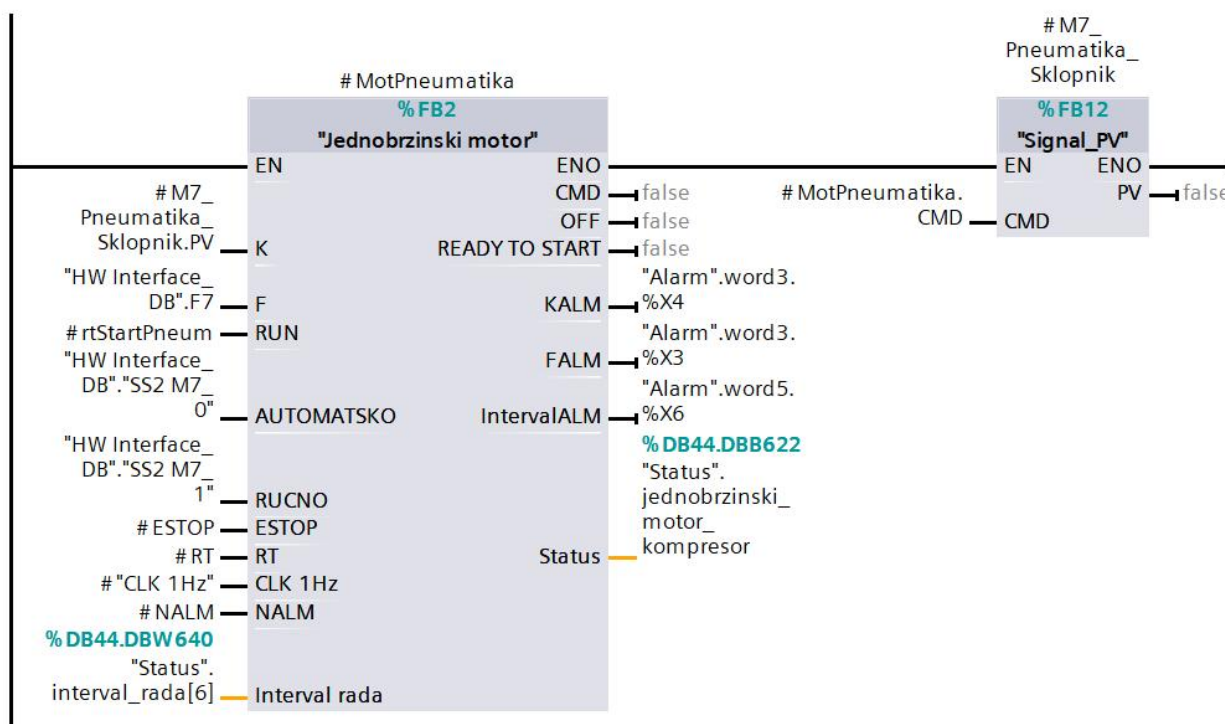 # M7_
Pneumatika_
Sklopnik
# MotPneumatika
%FB2
%FB12
"Jednobrzinski motor"
"Signal_PV"
EN
ENO
EN
ENO
# M7_
Pneumatika_
Sklopnik.PV
K
CMD
false
OFF
false
READY TO START
false
# MotPneumatika.
CMD
CMD
PV
false
"HW Interface_
DB".F7
F
KALM
"Alarm".word3.
%X4
#rtStartPneum
RUN
FALM
"Alarm".word3.
%X3
"HW Interface_
DB"."SS2 M7_
0"
AUTOMATSKO
IntervalALM
"Alarm".word5.
%X6
"HW Interface_
DB"."SS2 M7_
1"
RUCNO
%DB44.DBB622
"Status".
jednobrzinski_
motor_
kompresor
Status
#ESTOP
ESTOP
#RT
RT
#"CLK 1Hz"
CLK 1Hz
#NALM
NALM
%DB44.DBW640
"Status".
interval_rada[6]
Interval rada